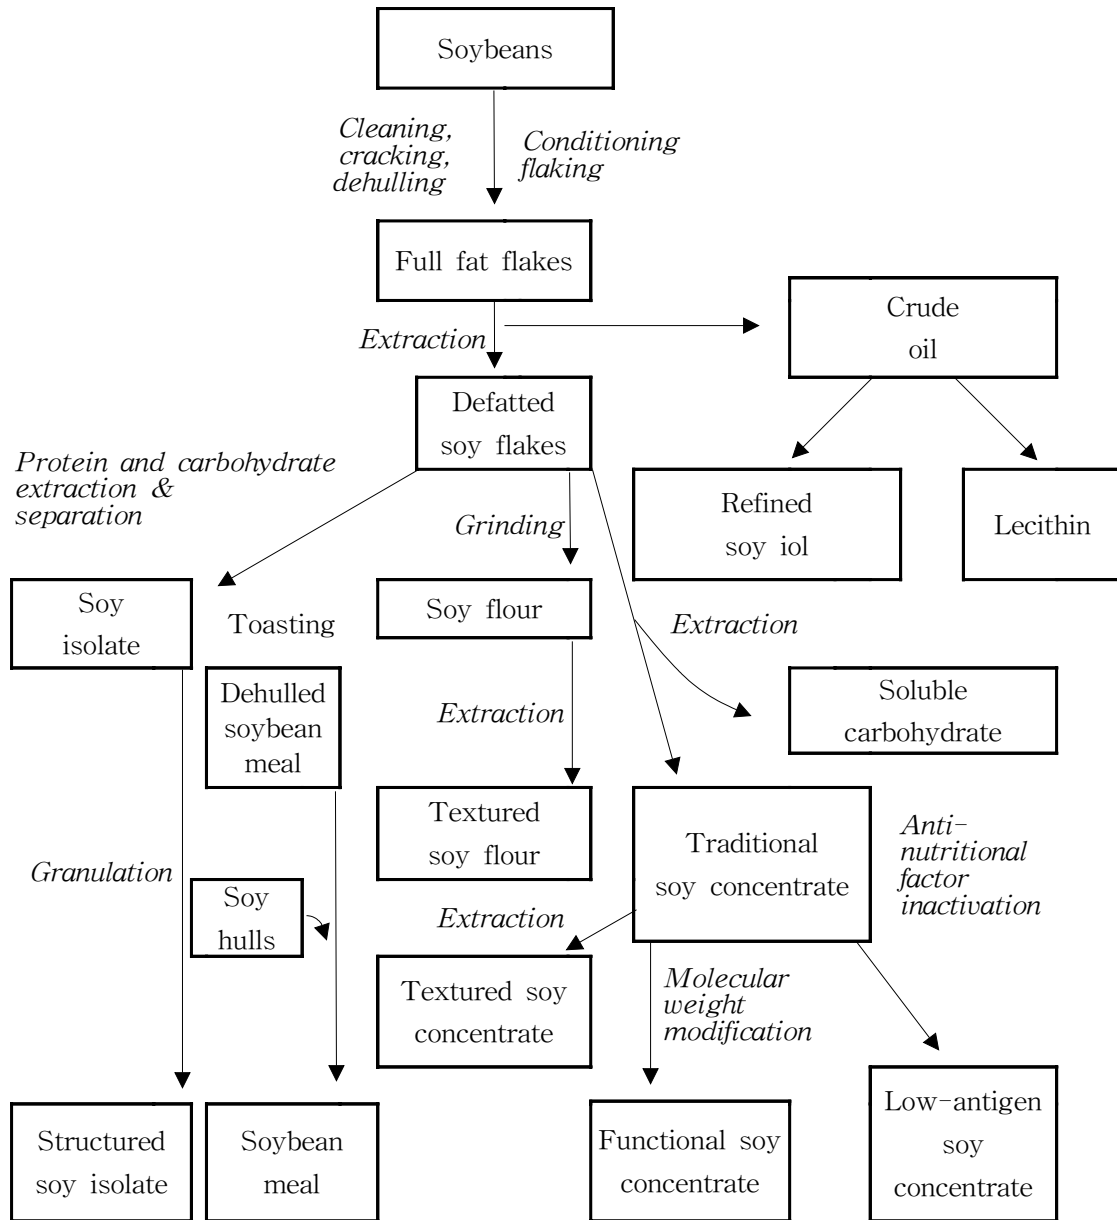 Soybeans
Cleaning,
cracking,
dehulling
Conditioning
flaking
Full fat flakes
Crude
oil
Extraction
Defatted
soy flakes
Protein and carbohydrate
extraction &
separation
Grinding
Refined
soy iol
Lecithin
Soy
isolate
Toasting
Soy flour
Extraction
Dehulled
soybean
meal
Extraction
Soluble
carbohydrate
Granulation
Soy
hulls
Textured
soy flour
Traditional
soy concentrate
Anti-
nutritional
factor
inactivation
Extraction
Textured soy
concentrate
Molecular
weight
modification
Structured
soy isolate
Soybean
meal
Functional soy
concentrate
Low-antigen
soy
concentrate